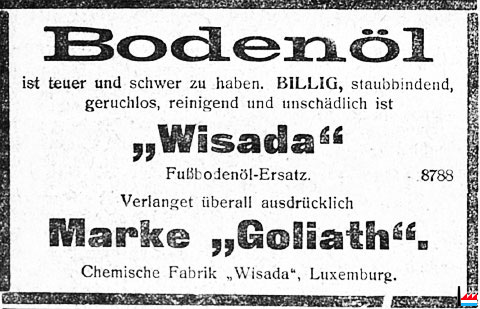 Bodenöl
ist teuer und schwer zu haben. BILLIG, staubbindend,
geruchlos, reinigend und unschädlich ist
„Wisada“
Fußbodenöl-Ersatz. 8788
Verlanget überall ausdrücklich
Marke „Goliath“.
Chemische Fabrik „Wisada“, Luxemburg.